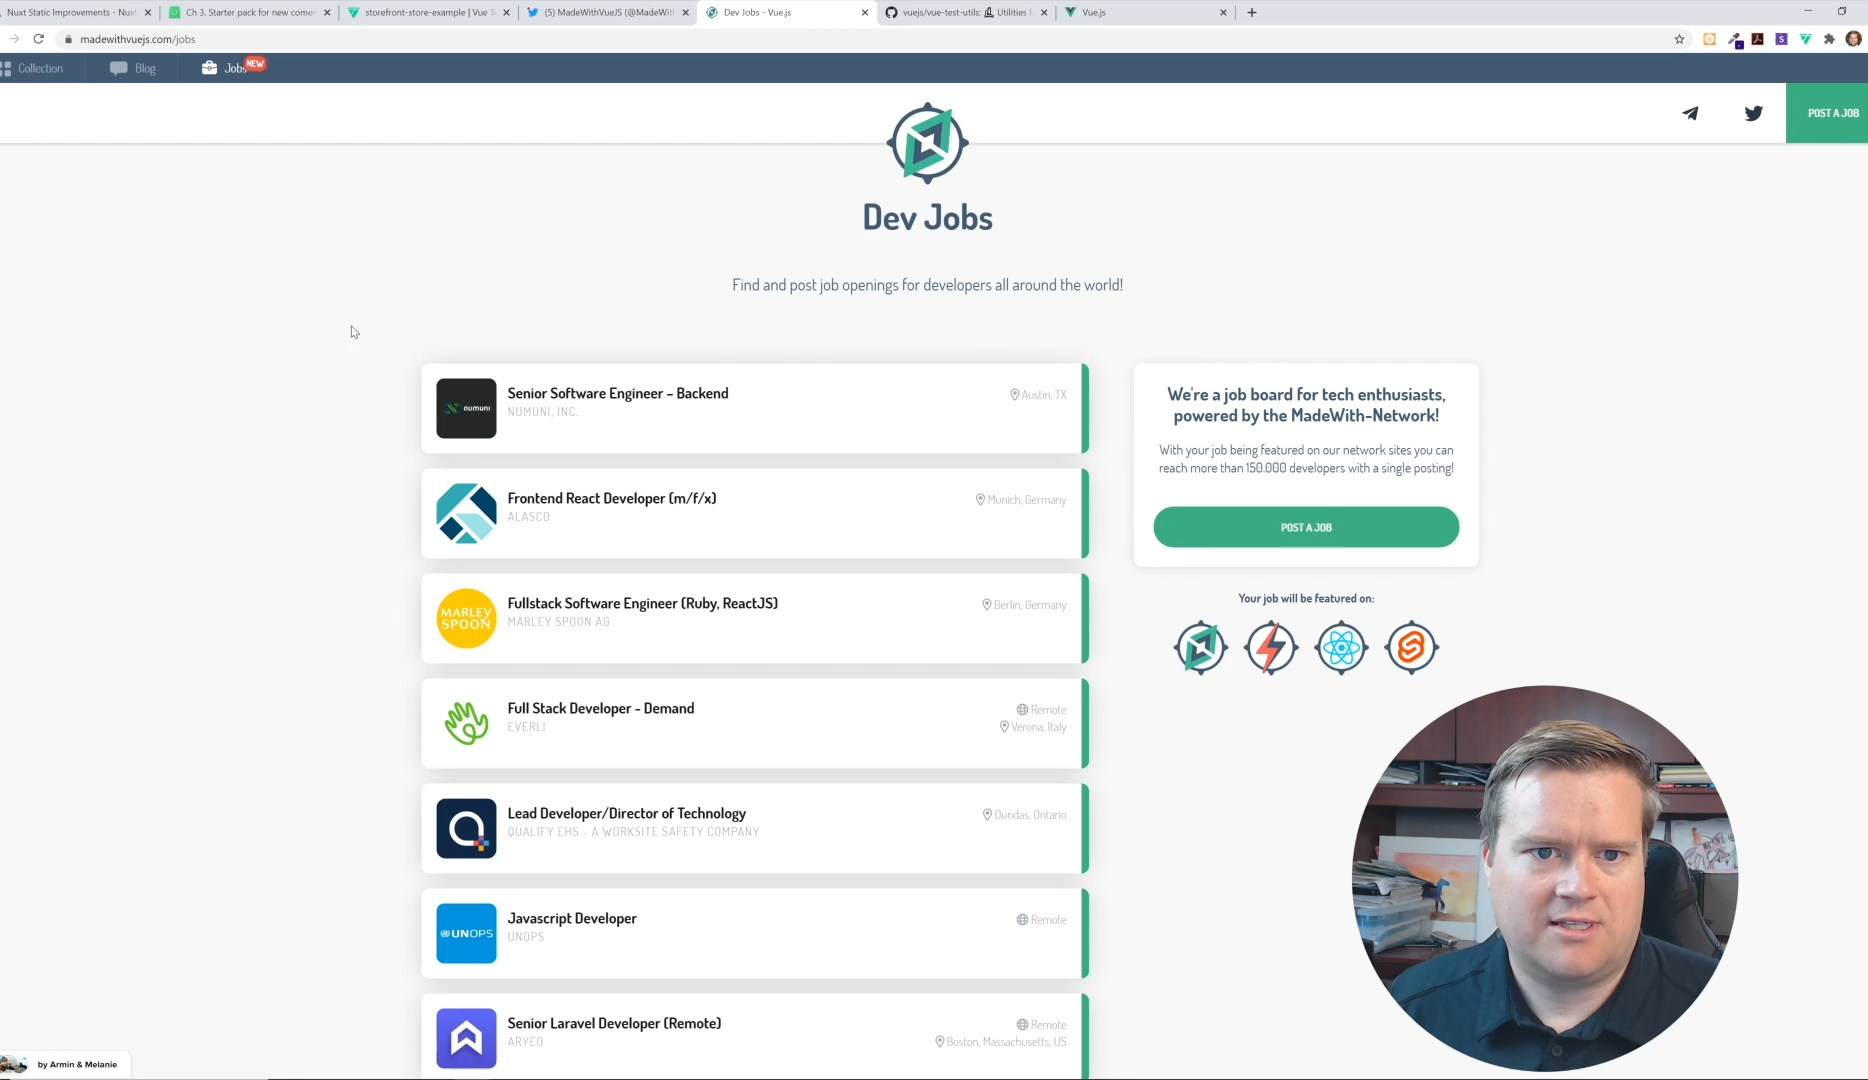 Nuxt Static Improvements - Nuxt
Ch 3. Starter pack for new comer
storefront-store-example | Vue T
(5) MadeWithVueJS (@MadeWit
Dev Jobs - Vue.js
vuejs/vue-test-utils: Utilities f
Vue.js
madewithvuejs.com/jobs
Collection
Blog
Jobs
NEW
POST A JOB
Dev Jobs
Find and post job openings for developers all around the world!
Senior Software Engineer – Backend
NUMUNI, INC.
Austin, TX
numuni
Frontend React Developer (m/f/x)
ALASCO
Munich, Germany
Fullstack Software Engineer (Ruby, ReactJS)
MARLEY SPOON AG
Berlin, Germany
MARLEY
SPOON
Full Stack Developer - Demand
EVERLI
Remote
Verona, Italy
Lead Developer/Director of Technology
QUALIFY EHS - A WORKSITE SAFETY COMPANY
Dundas, Ontario
Javascript Developer
UNOPS
Remote
UNOPS
Senior Laravel Developer (Remote)
ARYEO
Remote
Boston, Massachusetts, US
We're a job board for tech enthusiasts,
powered by the MadeWith-Network!
With your job being featured on our network sites you can
reach more than 150.000 developers with a single posting!
POST A JOB
Your job will be featured on:
by Armin & Melanie